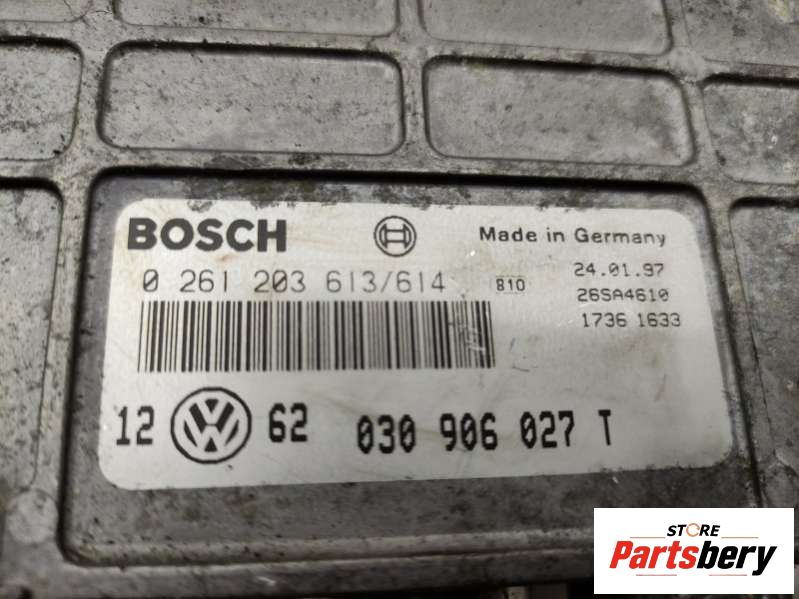 BOSCH Made in Germany
0 261 203 613/614 810 24.01.97
26SA4610
1736 1633
12 VW 62 030 906 027 T
STORE
Partsbery